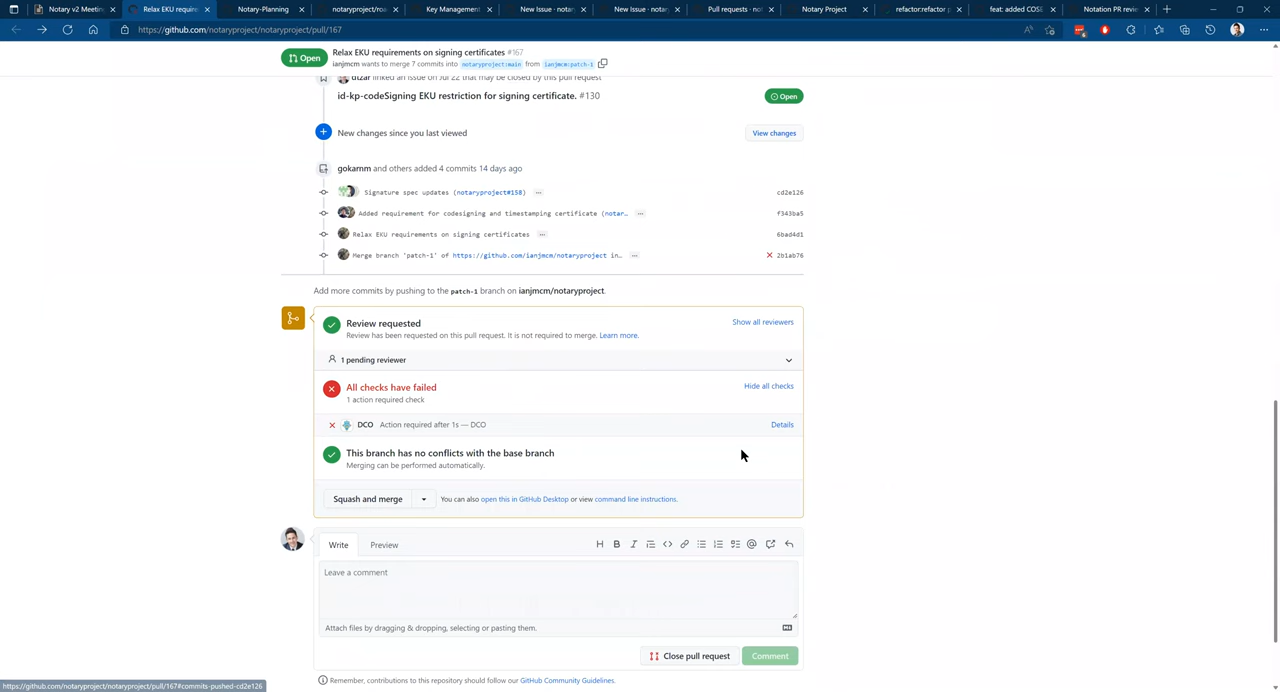 Notary v2 Meetin
Relax EKU requirem
Notary-Planning
notaryproject/roa
Key Management
New Issue · notary
New Issue · notary
Pull requests · not
Notary Project
refactor:refactor p
feat: added COSE
Notation PR review
https://github.com/notaryproject/notaryproject/pull/167
Open
Relax EKU requirements on signing certificates #167
ianjmcm wants to merge 7 commits into notaryproject:main from ianjmcm:patch-1
dtzar linked an issue on Jul 22 that may be closed by this pull request
id-kp-codeSigning EKU restriction for signing certificate. #130
Open
New changes since you last viewed
View changes
gokarnm and others added 4 commits 14 days ago
Signature spec updates (notaryproject#158) ...
cd2e126
Added requirement for codesigning and timestamping certificate (notar… ...
f343ba5
Relax EKU requirements on signing certificates ...
6bad4d1
Merge branch 'patch-1' of https://github.com/ianjmcm/notaryproject in… ...
2b1ab76
Add more commits by pushing to the patch-1 branch on ianjmcm/notaryproject.
Review requested
Show all reviewers
Review has been requested on this pull request. It is not required to merge. Learn more.
1 pending reviewer
All checks have failed
Hide all checks
1 action required check
DCO Action required after 1s — DCO
Details
This branch has no conflicts with the base branch
Merging can be performed automatically.
Squash and merge
You can also open this in GitHub Desktop or view command line instructions.
Write
Preview
H B I
Leave a comment
Attach files by dragging & dropping, selecting or pasting them.
Close pull request
Comment
Remember, contributions to this repository should follow our GitHub Community Guidelines.
https://github.com/notaryproject/notaryproject/pull/167#commits-pushed-cd2e126